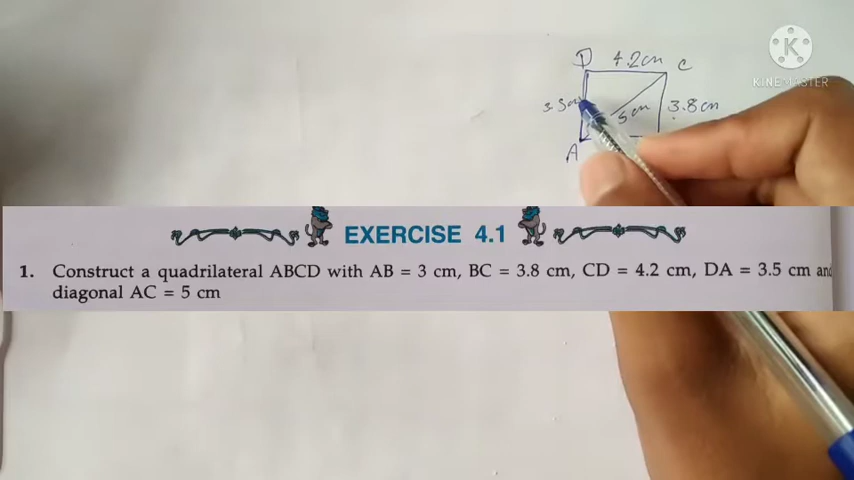 D 4.2cm C
K
KINEMASTER
3.5cm 5cm 3.8cm
A
EXERCISE 4.1
1. Construct a quadrilateral ABCD with AB = 3 cm, BC = 3.8 cm, CD = 4.2 cm, DA = 3.5 cm and
diagonal AC = 5 cm